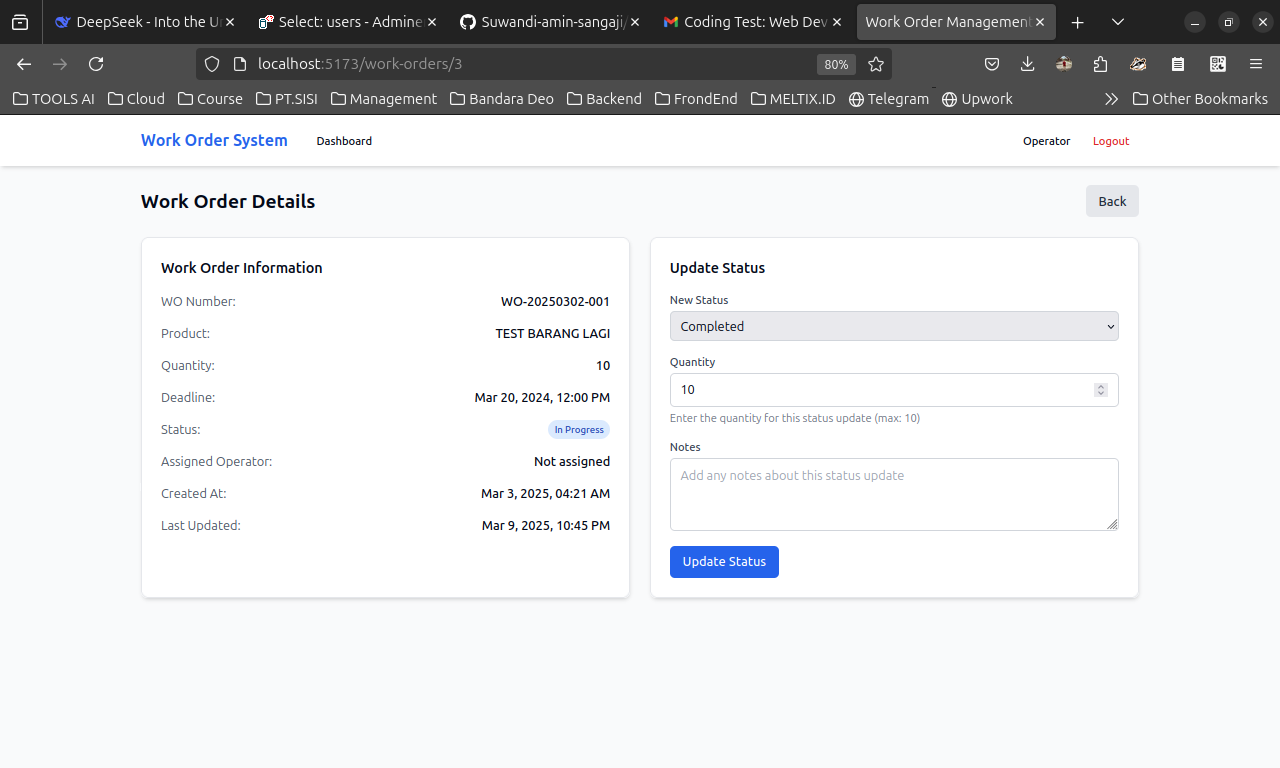 DeepSeek - Into the Un
Select: users - Adminer
Suwandi-amin-sangaji/
Coding Test: Web Dev
Work Order Management
localhost:5173/work-orders/3
80%
TOOLS AI Cloud Course PT.SISI Management Bandara Deo Backend FrondEnd MELTIX.ID Telegram Upwork Other Bookmarks
Work Order System Dashboard Operator Logout
Work Order Details Back
Work Order Information
WO Number: WO-20250302-001
Product: TEST BARANG LAGI
Quantity: 10
Deadline: Mar 20, 2024, 12:00 PM
Status: In Progress
Assigned Operator: Not assigned
Created At: Mar 3, 2025, 04:21 AM
Last Updated: Mar 9, 2025, 10:45 PM
Update Status
New Status
Completed
Quantity
10
Enter the quantity for this status update (max: 10)
Notes
Add any notes about this status update
Update Status